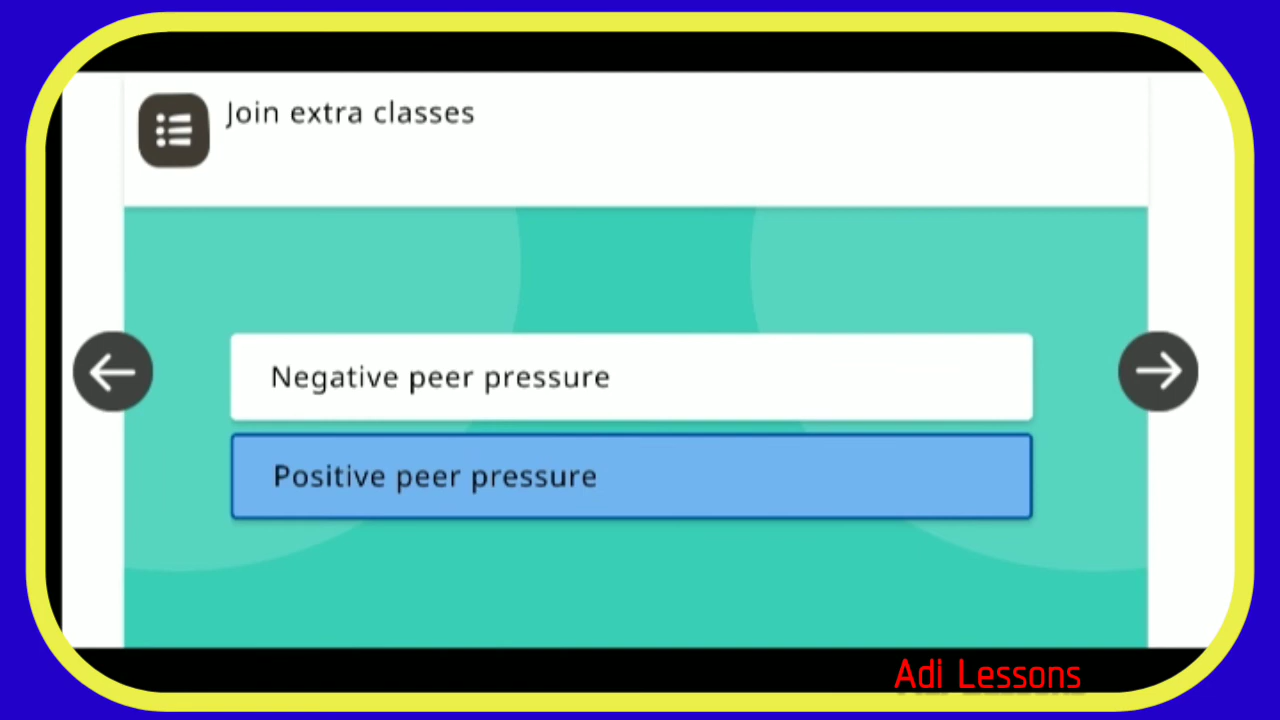 Join extra classes
Negative peer pressure
Positive peer pressure
Adi Lessons